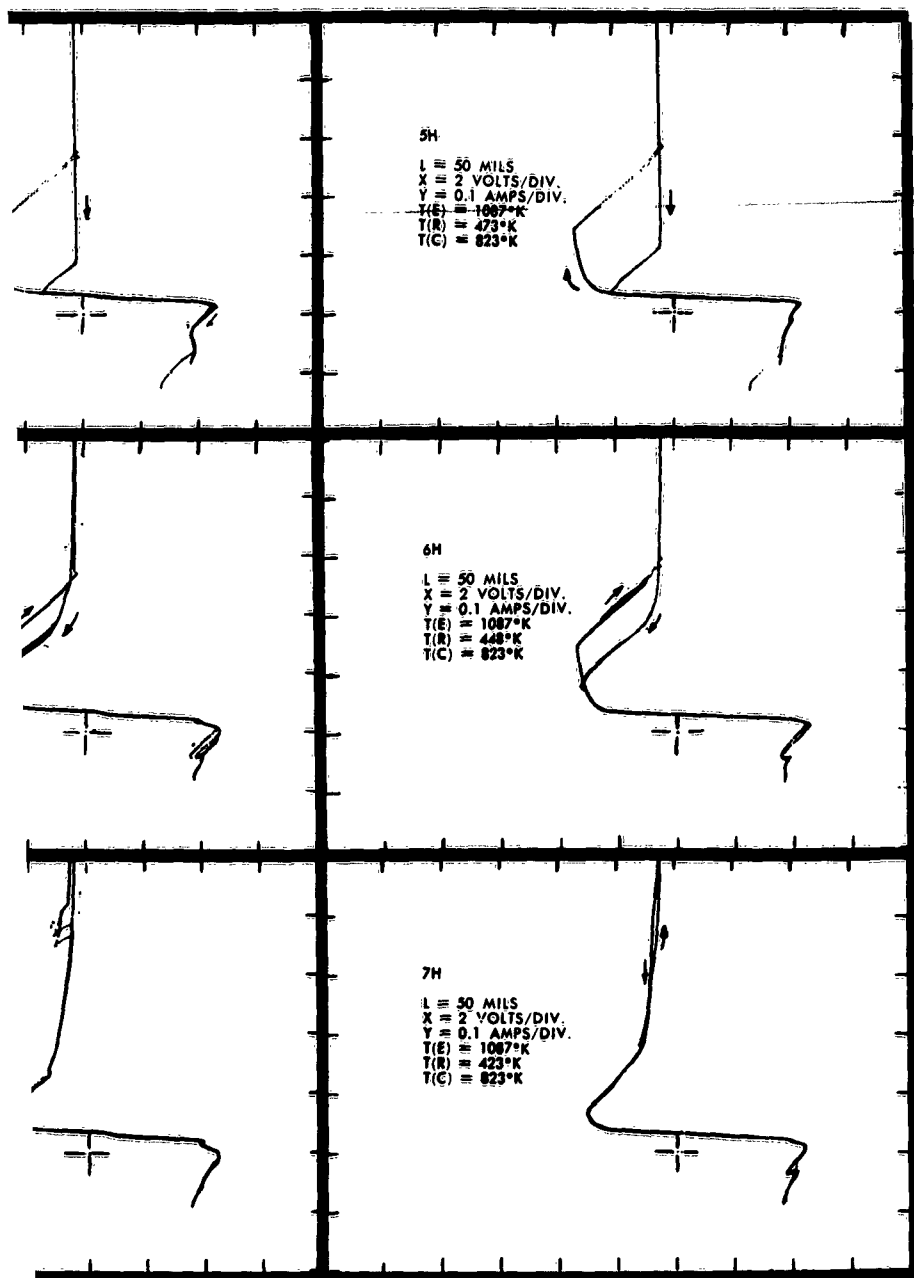 5H
L = 50 MILS
X = 2 VOLTS/DIV.
Y = 0.1 AMPS/DIV.
T(E) = 1087°K
T(R) = 473°K
T(C) = 823°K
6H
L = 50 MILS
X = 2 VOLTS/DIV.
Y = 0.1 AMPS/DIV.
T(E) = 1087°K
T(R) = 448°K
T(C) = 823°K
7H
L = 50 MILS
X = 2 VOLTS/DIV.
Y = 0.1 AMPS/DIV.
T(E) = 1087°K
T(R) = 423°K
T(C) = 823°K